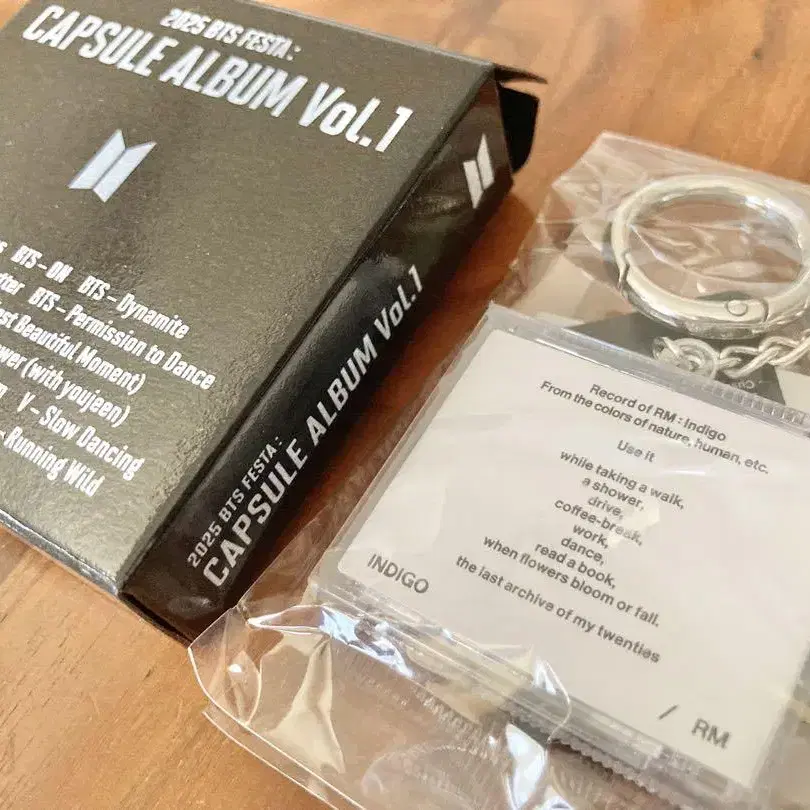 2025 BTS FESTA :
CAPSULE ALBUM Vol.1
BTS – ON BTS – Dynamite
BTS – Permission to Dance
Beautiful Moment)
(with youjeen)
V – Slow Dancing
– Running Wild
2025 BTS FESTA :
CAPSULE ALBUM Vol.1
Record of RM : Indigo
From the colors of nature, human, etc.
Use it
while taking a walk,
a shower,
drive,
coffee-break,
work,
dance,
read a book,
when flowers bloom or fall.
the last archive of my twenties
INDIGO
/ RM